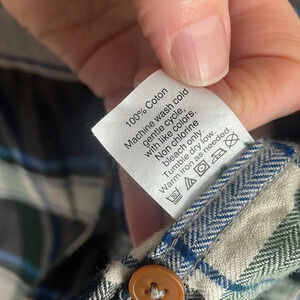 100% Coton
Machine wash cold
gentle cycle,
with like colors,
Non chlorine
bleach only
Tumble dry low
Warm iron as needed